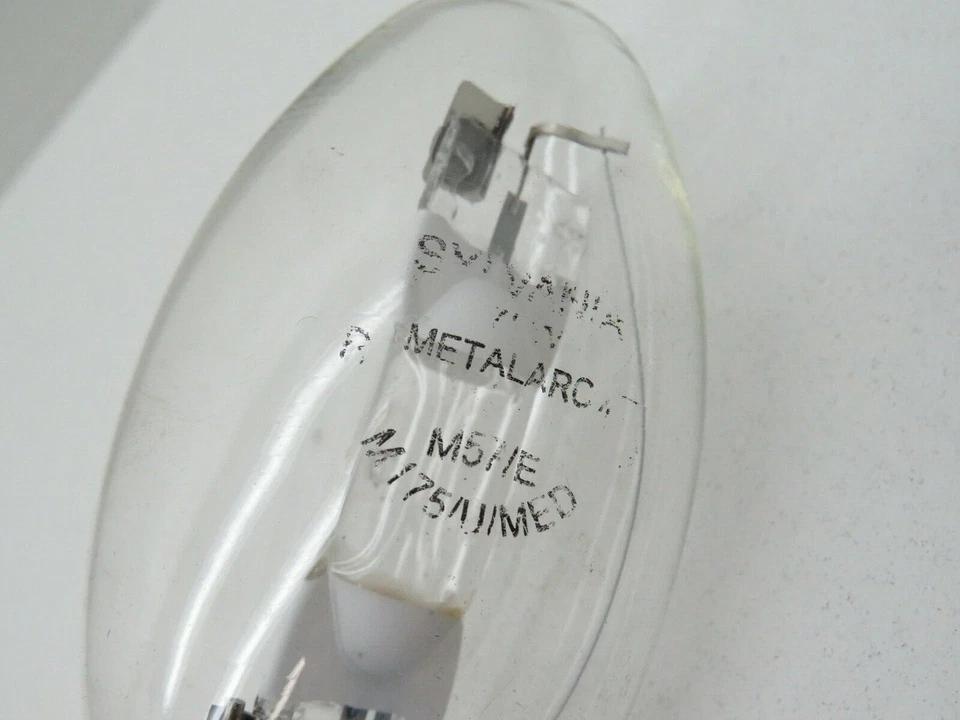 SYLVANIA
METALARC
M57/E
M175/U/MED